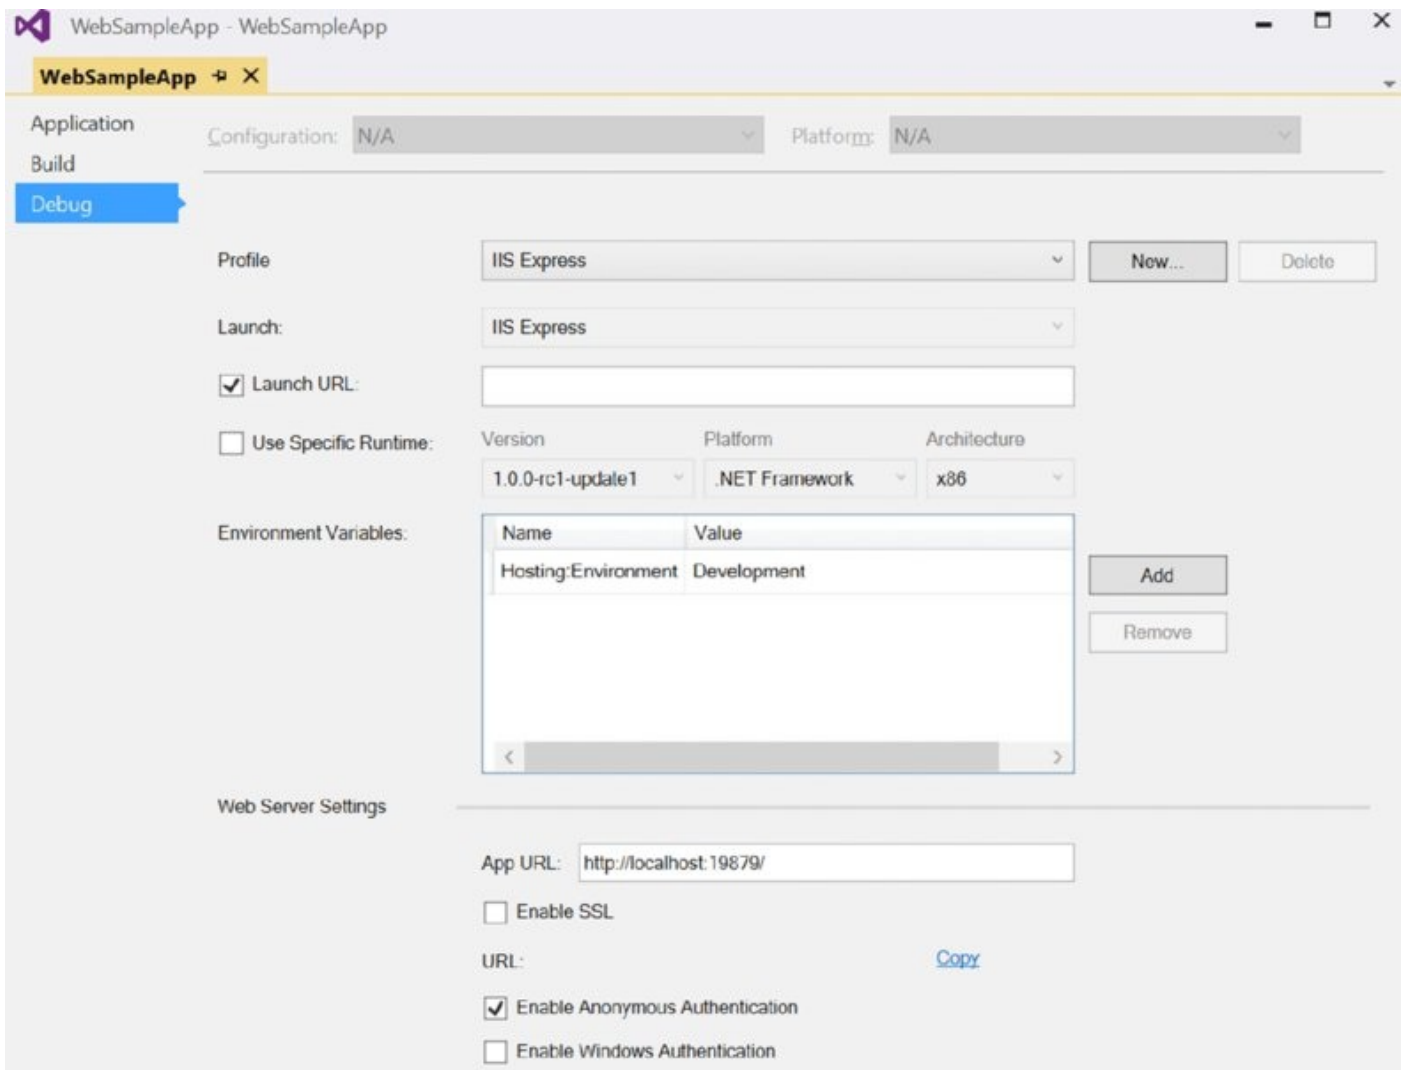 WebSampleApp - WebSampleApp
WebSampleApp
Application
Build
Debug
Configuration: N/A Platform: N/A
Profile IIS Express New... Delete
Launch: IIS Express
Launch URL:
Use Specific Runtime: Version Platform Architecture
1.0.0-rc1-update1 .NET Framework x86
Environment Variables: Name Value
Hosting:Environment Development
Add
Remove
Web Server Settings
App URL: http://localhost:19879/
Enable SSL
URL: Copy
Enable Anonymous Authentication
Enable Windows Authentication